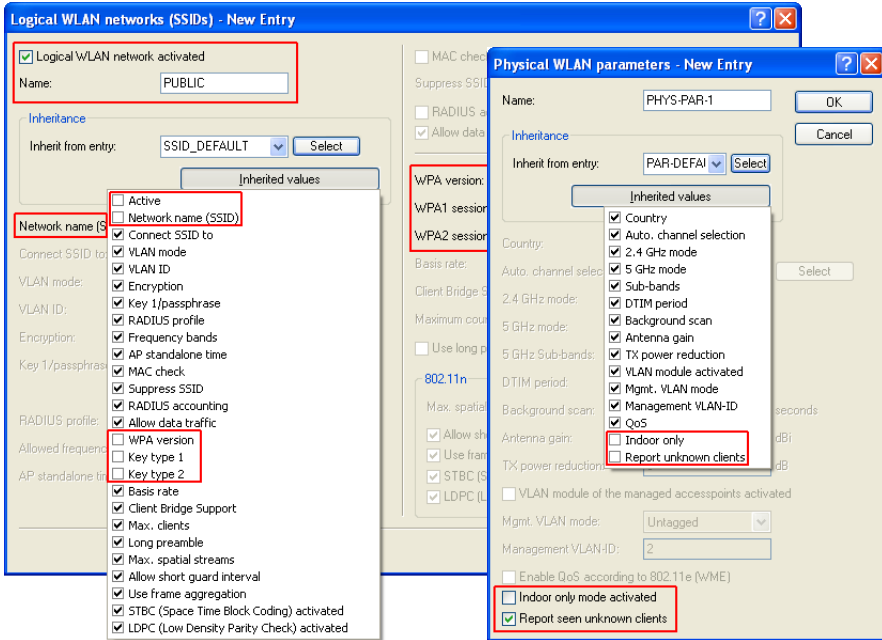 Logical WLAN networks (SSIDs) - New Entry
Logical WLAN network activated
Name: PUBLIC
Inheritance
Inherit from entry: SSID_DEFAULT Select
Inherited values
Active
Network name (SSID)
Connect SSID to
VLAN mode
VLAN ID
Encryption
Key 1/passphrase
RADIUS profile
Frequency bands
AP standalone time
MAC check
Suppress SSID
RADIUS accounting
Allow data traffic
WPA version
Key type 1
Key type 2
Basis rate
Client Bridge Support
Max. clients
Long preamble
Max. spatial streams
Allow short guard interval
Use frame aggregation
STBC (Space Time Block Coding) activated
LDPC (Low Density Parity Check) activated
Network name (S
Connect SSID to:
VLAN mode:
VLAN ID:
Encryption:
Key 1/passphras
RADIUS profile:
Allowed frequenc
AP standalone tim
MAC chec
Suppress SSI
RADIUS a
Allow data
WPA version:
WPA1 session
WPA2 session
Basis rate:
Client Bridge S
Maximum cou
Use long p
802.11n
Max. spatial
Allow sh
Use fram
STBC (S
LDPC (L
Physical WLAN parameters - New Entry
Name: PHYS-PAR-1 OK
Cancel
Inheritance
Inherit from entry: PAR-DEFAU Select
Inherited values
Country
Auto. channel selection
2.4 GHz mode
5 GHz mode
Sub-bands
DTIM period
Background scan
Antenna gain
TX power reduction
VLAN module activated
Mgmt. VLAN mode
Management VLAN-ID
QoS
Indoor only
Report unknown clients
Country:
Auto. channel selec Select
2.4 GHz mode:
5 GHz mode:
5 GHz Sub-bands:
DTIM period:
Background scan: seconds
Antenna gain: dBi
TX power reduction: dB
VLAN module of the managed accesspoints activated
Mgmt. VLAN mode: Untagged
Management VLAN-ID: 2
Enable QoS according to 802.11e (WME)
Indoor only mode activated
Report seen unknown clients